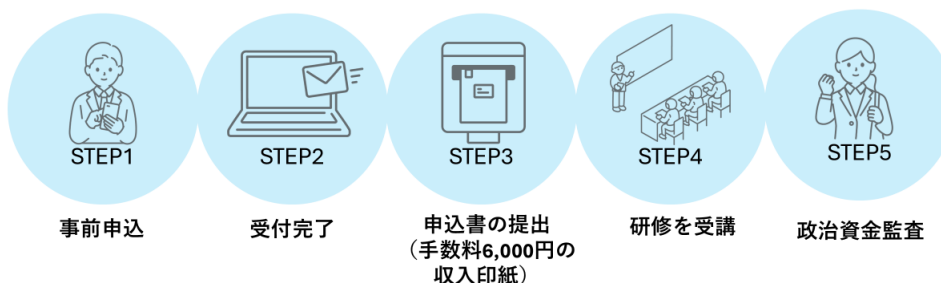 STEP1
事前申込
STEP2
受付完了
STEP3
申込書の提出
（手数料6,000円の
収入印紙）
STEP4
研修を受講
STEP5
政治資金監査